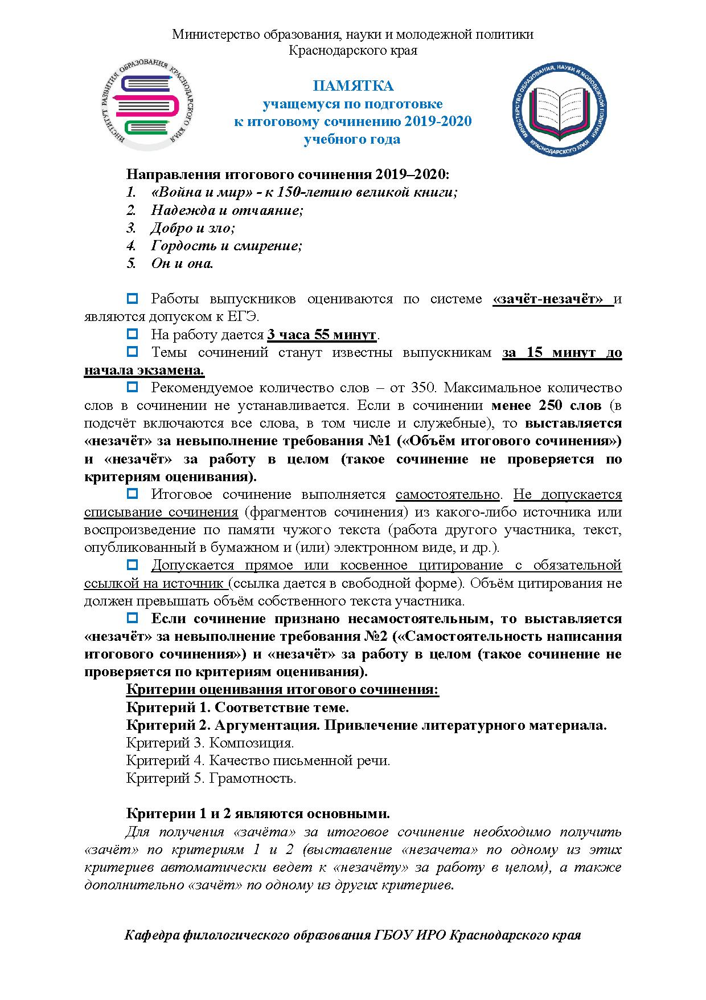 Министерство образования, науки и молодежной политики
Краснодарского края
ИНСТИТУТ РАЗВИТИЯ ОБРАЗОВАНИЯ КРАСНОДАРСКОГО КРАЯ
МИНИСТЕРСТВО ОБРАЗОВАНИЯ, НАУКИ И МОЛОДЕЖНОЙ ПОЛИТИКИ
КРАСНОДАРСКОГО КРАЯ
ПАМЯТКА
учащемуся по подготовке
к итоговому сочинению 2019-2020
учебного года
Направления итогового сочинения 2019–2020:
1. «Война и мир» - к 150-летию великой книги;
2. Надежда и отчаяние;
3. Добро и зло;
4. Гордость и смирение;
5. Он и она.
Работы выпускников оцениваются по системе «зачёт-незачёт» и
являются допуском к ЕГЭ.
На работу дается 3 часа 55 минут.
Темы сочинений станут известны выпускникам за 15 минут до
начала экзамена.
Рекомендуемое количество слов – от 350. Максимальное количество
слов в сочинении не устанавливается. Если в сочинении менее 250 слов (в
подсчёт включаются все слова, в том числе и служебные), то выставляется
«незачёт» за невыполнение требования №1 («Объём итогового сочинения»)
и «незачёт» за работу в целом (такое сочинение не проверяется по
критериям оценивания).
Итоговое сочинение выполняется самостоятельно. Не допускается
списывание сочинения (фрагментов сочинения) из какого-либо источника или
воспроизведение по памяти чужого текста (работа другого участника, текст,
опубликованный в бумажном и (или) электронном виде, и др.).
Допускается прямое или косвенное цитирование с обязательной
ссылкой на источник (ссылка дается в свободной форме). Объём цитирования не
должен превышать объём собственного текста участника.
Если сочинение признано несамостоятельным, то выставляется
«незачёт» за невыполнение требования №2 («Самостоятельность написания
итогового сочинения») и «незачёт» за работу в целом (такое сочинение не
проверяется по критериям оценивания).
Критерии оценивания итогового сочинения:
Критерий 1. Соответствие теме.
Критерий 2. Аргументация. Привлечение литературного материала.
Критерий 3. Композиция.
Критерий 4. Качество письменной речи.
Критерий 5. Грамотность.
Критерии 1 и 2 являются основными.
Для получения «зачёта» за итоговое сочинение необходимо получить
«зачёт» по критериям 1 и 2 (выставление «незачета» по одному из этих
критериев автоматически ведет к «незачёту» за работу в целом), а также
дополнительно «зачёт» по одному из других критериев.
Кафедра филологического образования ГБОУ ИРО Краснодарского края